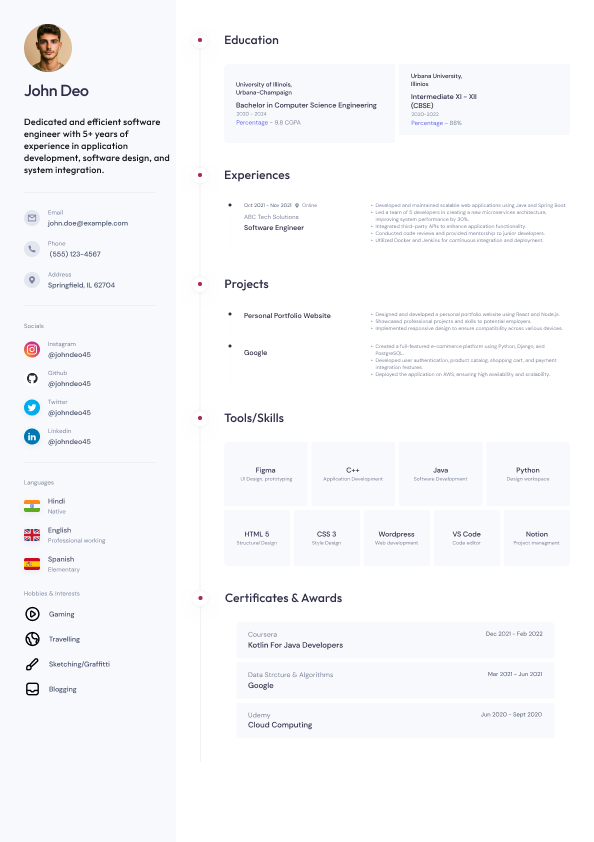 John Deo
Dedicated and efficient software
engineer with 5+ years of
experience in application
development, software design, and
system integration.
Email
john.doe@example.com
Phone
(555) 123-4567
Address
Springfield, IL 62704
Socials
Instagram
@johndeo45
Github
@johndeo45
Twitter
@johndeo45
Linkedin
@johndeo45
Languages
Hindi
Native
English
Professional working
Spanish
Elementary
Hobbies & Interests
Gaming
Travelling
Sketching/Graffitti
Blogging
Education
University of Illinois,
Urbana-Champaign
Bachelor in Computer Science Engineering
2020 - 2024
Percentage - 9.8 CGPA
Urbana University,
Illinios
Intermediate XI - XII
(CBSE)
2020-2022
Percentage - 88%
Experiences
Oct 2021 - Nov 2021 Online
ABC Tech Solutions
Software Engineer
• Developed and maintained scalable web applications using Java and Spring Boot.
• Led a team of 5 developers in creating a new microservices architecture,
improving system performance by 30%.
• Integrated third-party APIs to enhance application functionality.
• Conducted code reviews and provided mentorship to junior developers.
• Utilized Docker and Jenkins for continuous integration and deployment.
Projects
Personal Portfolio Website
• Designed and developed a personal portfolio website using React and Node.js.
• Showcased professional projects and skills to potential employers.
• Implemented responsive design to ensure compatibility across various devices.
Google
• Created a full-featured e-commerce platform using Python, Django, and
PostgreSQL.
• Developed user authentication, product catalog, shopping cart, and payment
integration features.
• Deployed the application on AWS, ensuring high availability and scalability.
Tools/Skills
Figma
UI Design, prototyping
C++
Application Development
Java
Software Development
Python
Design workspace
HTML 5
Structural Design
CSS 3
Style Design
Wordpress
Web development
VS Code
Code editor
Notion
Project managment
Certificates & Awards
Coursera
Dec 2021 - Feb 2022
Kotlin For Java Developers
Data Strcture & Algorithms
Mar 2021 - Jun 2021
Google
Udemy
Jun 2020 - Sept 2020
Cloud Computing